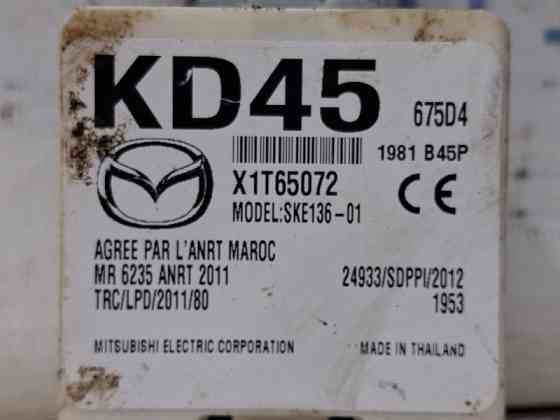 KD45 675D4
1981 B45P
X1T65072
MODEL:SKE136-01
CE
AGREE PAR L'ANRT MAROC
MR 6235 ANRT 2011 24933/SDPPI/2012
TRC/LPD/2011/80 1953
MITSUBISHI ELECTRIC CORPORATION MADE IN THAILAND